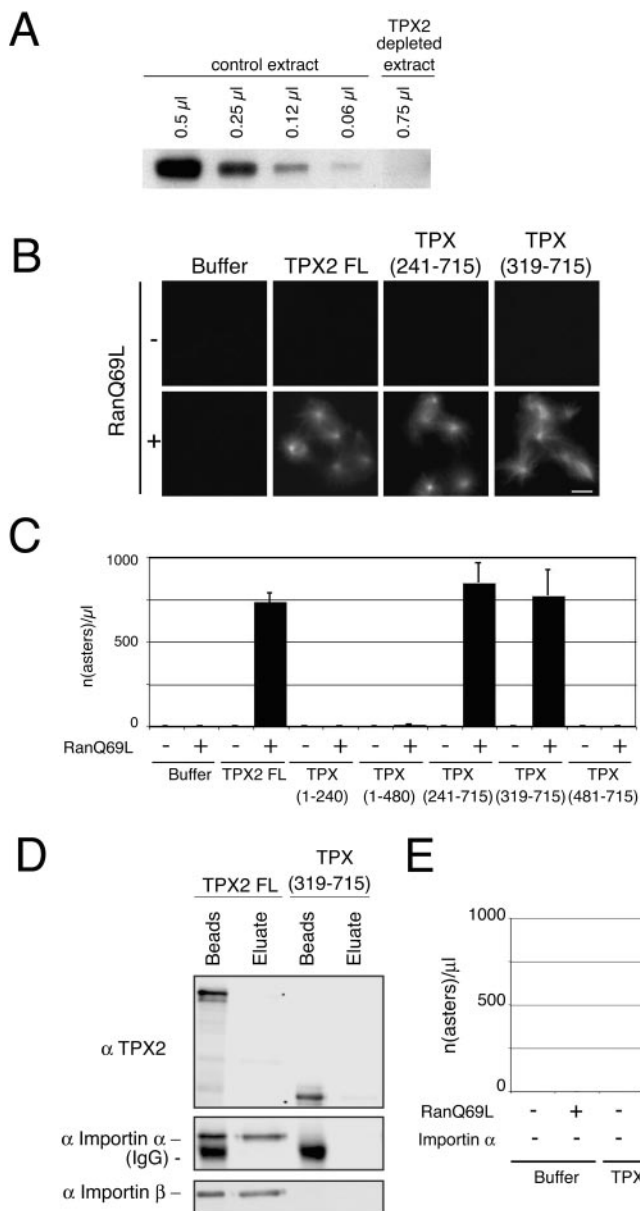 A
TPX2
depleted
control extract extract
0.5 µl 0.25 µl 0.12 µl 0.06 µl 0.75 µl
B
TPX TPX
Buffer TPX2 FL (241-715) (319-715)
RanQ69L
-
+
C
1000
500
0
n(asters)/µl
RanQ69L - + - + - + - + - + - + - +
Buffer TPX2 FL TPX TPX TPX TPX TPX
(1-240) (1-480) (241-715) (319-715) (481-715)
D
TPX
TPX2 FL (319-715)
Beads Eluate Beads Eluate
α TPX2
α Importin α –
(IgG) -
α Importin β –
E
1000
500
0
n(asters)/µl
RanQ69L - + -
Importin α - - -
Buffer TPX